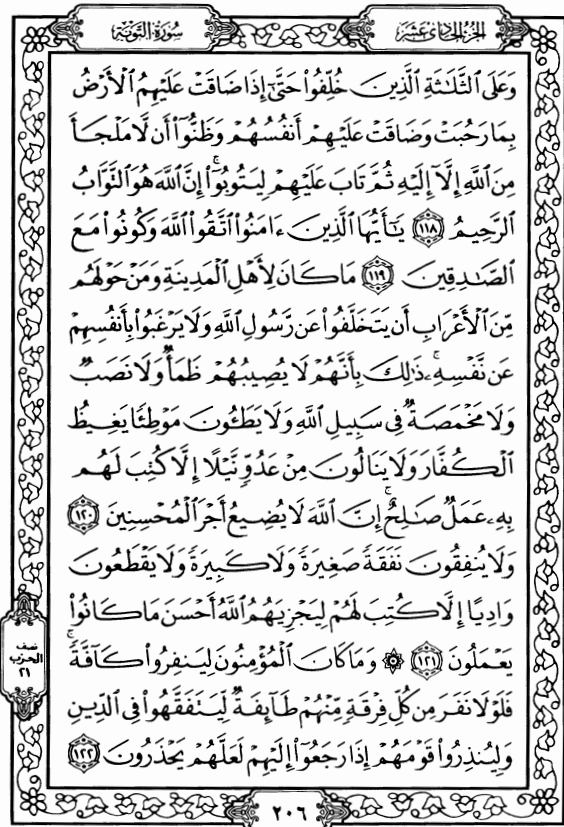 الجزء الحادي عشر
سورة التوبة
وَعَلَى ٱلثَّلَـٰثَةِ ٱلَّذِينَ خُلِّفُوا۟ حَتَّىٰٓ إِذَا ضَاقَتْ عَلَيْهِمُ ٱلْأَرْضُ
بِمَا رَحُبَتْ وَضَاقَتْ عَلَيْهِمْ أَنفُسُهُمْ وَظَنُّوٓا۟ أَن لَّا مَلْجَأَ
مِنَ ٱللَّهِ إِلَّآ إِلَيْهِ ثُمَّ تَابَ عَلَيْهِمْ لِيَتُوبُوٓا۟ ۚ إِنَّ ٱللَّهَ هُوَ ٱلتَّوَّابُ
ٱلرَّحِيمُ ١١٨ يَـٰٓأَيُّهَا ٱلَّذِينَ ءَامَنُوا۟ ٱتَّقُوا۟ ٱللَّهَ وَكُونُوا۟ مَعَ
ٱلصَّـٰدِقِينَ ١١٩ مَا كَانَ لِأَهْلِ ٱلْمَدِينَةِ وَمَنْ حَوْلَهُم
مِّنَ ٱلْأَعْرَابِ أَن يَتَخَلَّفُوا۟ عَن رَّسُولِ ٱللَّهِ وَلَا يَرْغَبُوا۟ بِأَنفُسِهِمْ
عَن نَّفْسِهِۦ ۚ ذَٰلِكَ بِأَنَّهُمْ لَا يُصِيبُهُمْ ظَمَأٌ وَلَا نَصَبٌ
وَلَا مَخْمَصَةٌ فِى سَبِيلِ ٱللَّهِ وَلَا يَطَـُٔونَ مَوْطِئًا يَغِيظُ
ٱلْكُفَّارَ وَلَا يَنَالُونَ مِنْ عَدُوٍّ نَّيْلًا إِلَّا كُتِبَ لَهُم
بِهِۦ عَمَلٌ صَـٰلِحٌ ۚ إِنَّ ٱللَّهَ لَا يُضِيعُ أَجْرَ ٱلْمُحْسِنِينَ ١٢٠
وَلَا يُنفِقُونَ نَفَقَةً صَغِيرَةً وَلَا كَبِيرَةً وَلَا يَقْطَعُونَ
وَادِيًا إِلَّا كُتِبَ لَهُمْ لِيَجْزِيَهُمُ ٱللَّهُ أَحْسَنَ مَا كَانُوا۟
يَعْمَلُونَ ١٢١ ۞ وَمَا كَانَ ٱلْمُؤْمِنُونَ لِيَنفِرُوا۟ كَآفَّةً ۚ
فَلَوْلَا نَفَرَ مِن كُلِّ فِرْقَةٍ مِّنْهُمْ طَآئِفَةٌ لِّيَتَفَقَّهُوا۟ فِى ٱلدِّينِ
وَلِيُنذِرُوا۟ قَوْمَهُمْ إِذَا رَجَعُوٓا۟ إِلَيْهِمْ لَعَلَّهُمْ يَحْذَرُونَ ١٢٢
نصف
الحزب
٢١
٢٠٦